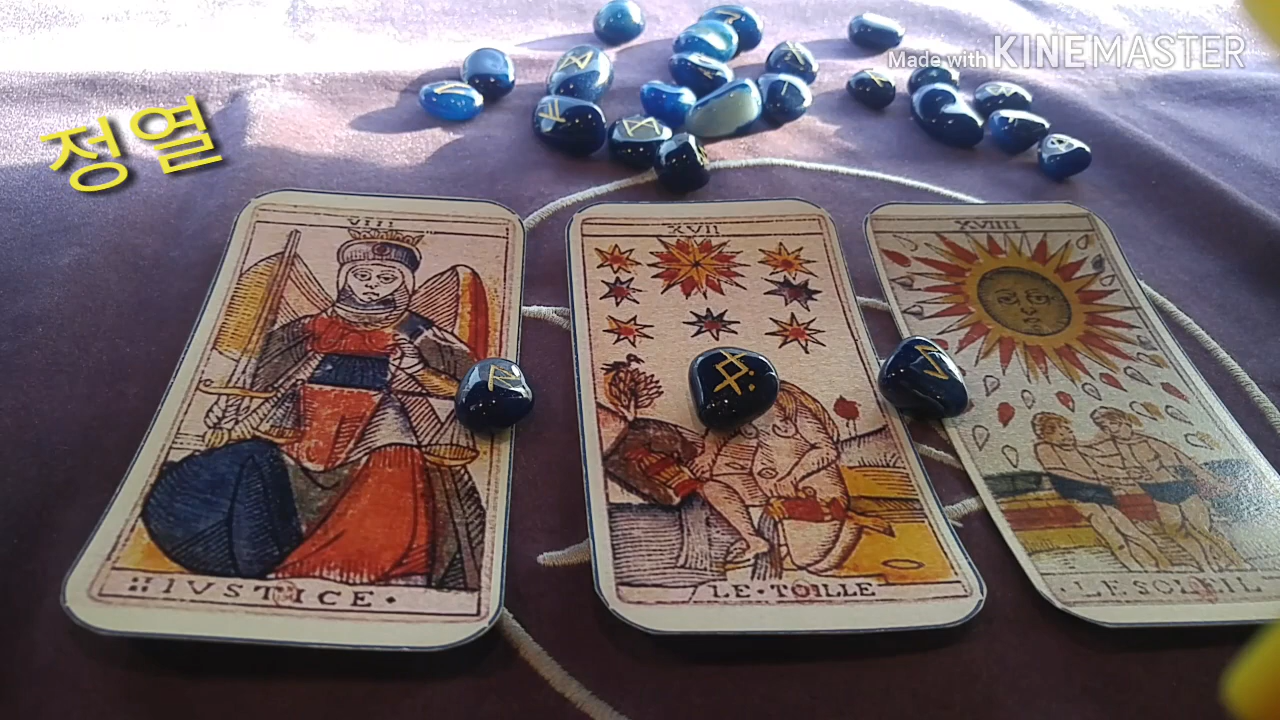 Made with KINEMASTER
정열
VIII
XVII
XVIIII
IVSTICE
LE·TOILLE
LE SOLEIL